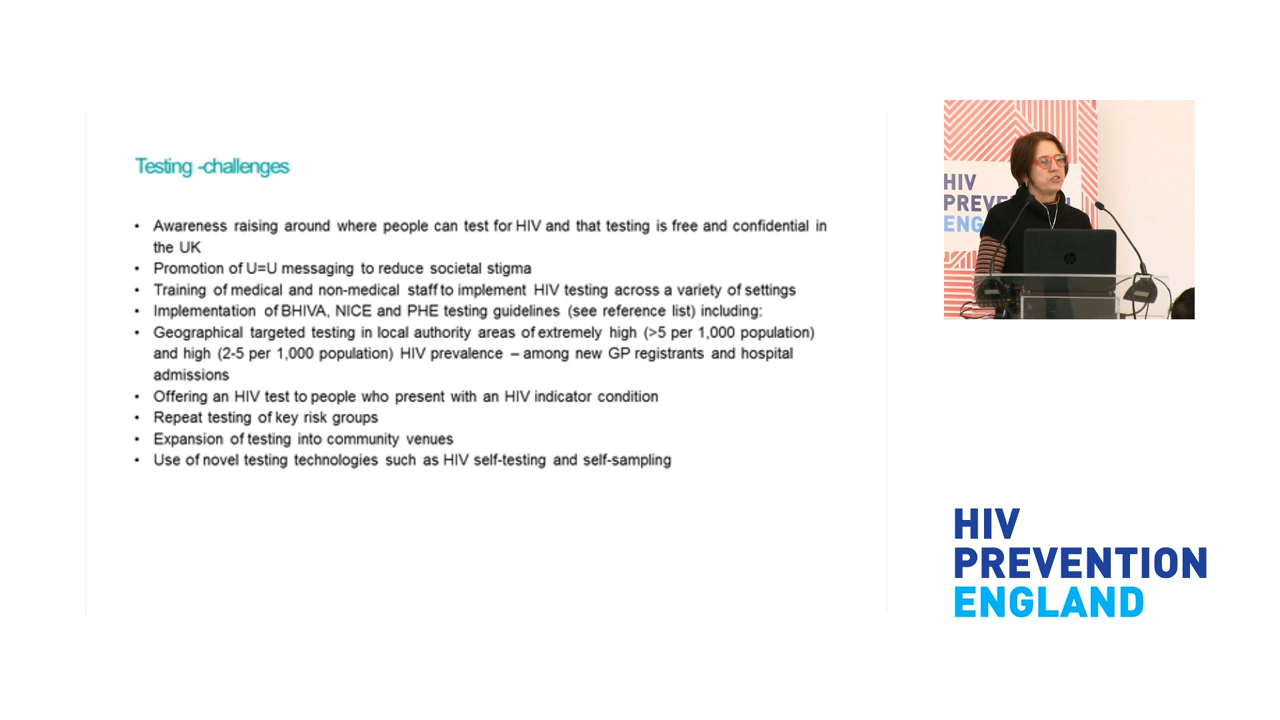 Testing -challenges
• Awareness raising around where people can test for HIV and that testing is free and confidential in
the UK
• Promotion of U=U messaging to reduce societal stigma
• Training of medical and non-medical staff to implement HIV testing across a variety of settings
• Implementation of BHIVA, NICE and PHE testing guidelines (see reference list) including:
• Geographical targeted testing in local authority areas of extremely high (>5 per 1,000 population)
and high (2-5 per 1,000 population) HIV prevalence – among new GP registrants and hospital
admissions
• Offering an HIV test to people who present with an HIV indicator condition
• Repeat testing of key risk groups
• Expansion of testing into community venues
• Use of novel testing technologies such as HIV self-testing and self-sampling
HIV
PREVEN
ENG
hp
HIV
PREVENTION
ENGLAND